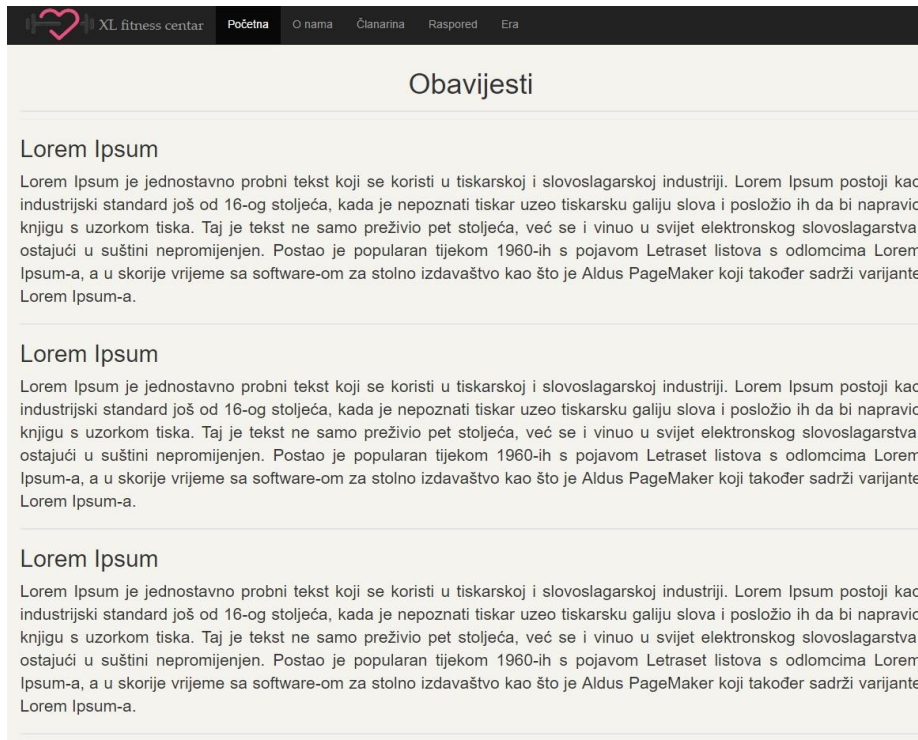 XL fitness centar Početna O nama Članarina Raspored Era
Obavijesti
Lorem Ipsum
Lorem Ipsum je jednostavno probni tekst koji se koristi u tiskarskoj i slovoslagarskoj industriji. Lorem Ipsum postoji kao
industrijski standard još od 16-og stoljeća, kada je nepoznati tiskar uzeo tiskarsku galiju slova i posložio ih da bi napravio
knjigu s uzorkom tiska. Taj je tekst ne samo preživio pet stoljeća, već se i vinuo u svijet elektronskog slovoslagarstva
ostajući u suštini nepromijenjen. Postao je popularan tijekom 1960-ih s pojavom Letraset listova s odlomcima Lorem
Ipsum-a, a u skorije vrijeme sa software-om za stolno izdavaštvo kao što je Aldus PageMaker koji također sadrži varijante
Lorem Ipsum-a.
Lorem Ipsum
Lorem Ipsum je jednostavno probni tekst koji se koristi u tiskarskoj i slovoslagarskoj industriji. Lorem Ipsum postoji kao
industrijski standard još od 16-og stoljeća, kada je nepoznati tiskar uzeo tiskarsku galiju slova i posložio ih da bi napravio
knjigu s uzorkom tiska. Taj je tekst ne samo preživio pet stoljeća, već se i vinuo u svijet elektronskog slovoslagarstva
ostajući u suštini nepromijenjen. Postao je popularan tijekom 1960-ih s pojavom Letraset listova s odlomcima Lorem
Ipsum-a, a u skorije vrijeme sa software-om za stolno izdavaštvo kao što je Aldus PageMaker koji također sadrži varijante
Lorem Ipsum-a.
Lorem Ipsum
Lorem Ipsum je jednostavno probni tekst koji se koristi u tiskarskoj i slovoslagarskoj industriji. Lorem Ipsum postoji kao
industrijski standard još od 16-og stoljeća, kada je nepoznati tiskar uzeo tiskarsku galiju slova i posložio ih da bi napravio
knjigu s uzorkom tiska. Taj je tekst ne samo preživio pet stoljeća, već se i vinuo u svijet elektronskog slovoslagarstva
ostajući u suštini nepromijenjen. Postao je popularan tijekom 1960-ih s pojavom Letraset listova s odlomcima Lorem
Ipsum-a, a u skorije vrijeme sa software-om za stolno izdavaštvo kao što je Aldus PageMaker koji također sadrži varijante
Lorem Ipsum-a.